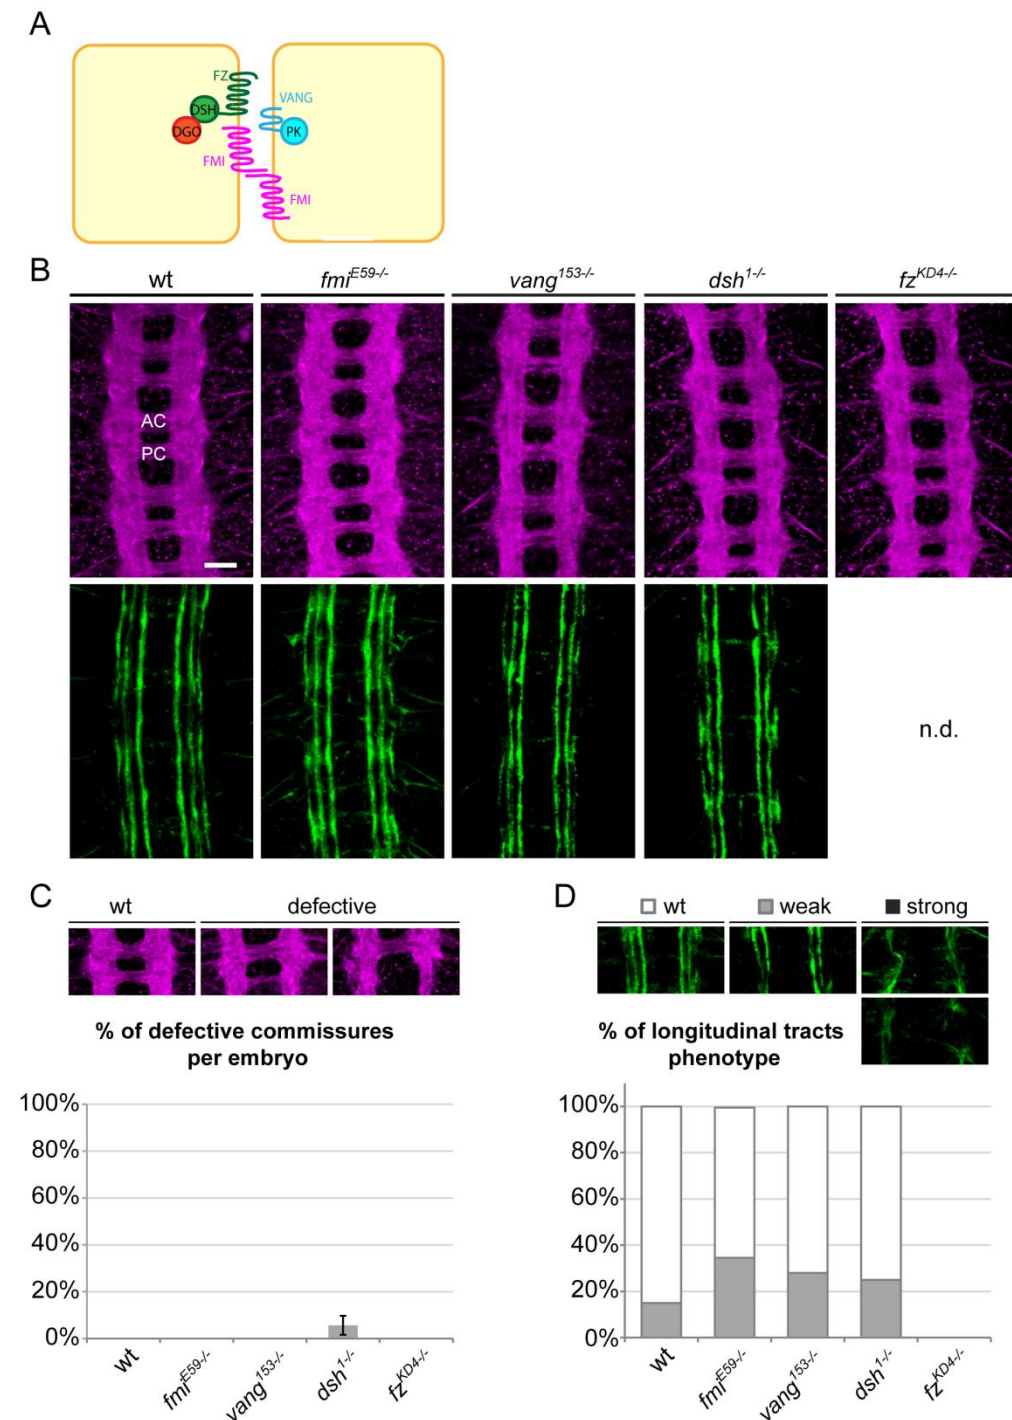 A
FZ
VANG
DSH
DGO
PK
FMI
FMI
B
wt fmiE59-/- vang153-/- dsh1-/- fzKD4-/-
AC
PC
n.d.
C
wt defective
% of defective commissures
per embryo
100%
80%
60%
40%
20%
0%
wt fmiE59-/- vang153-/- dsh1-/- fzKD4-/-
D
wt weak strong
% of longitudinal tracts
phenotype
100%
80%
60%
40%
20%
0%
wt fmiE59-/- vang153-/- dsh1-/- fzKD4-/-